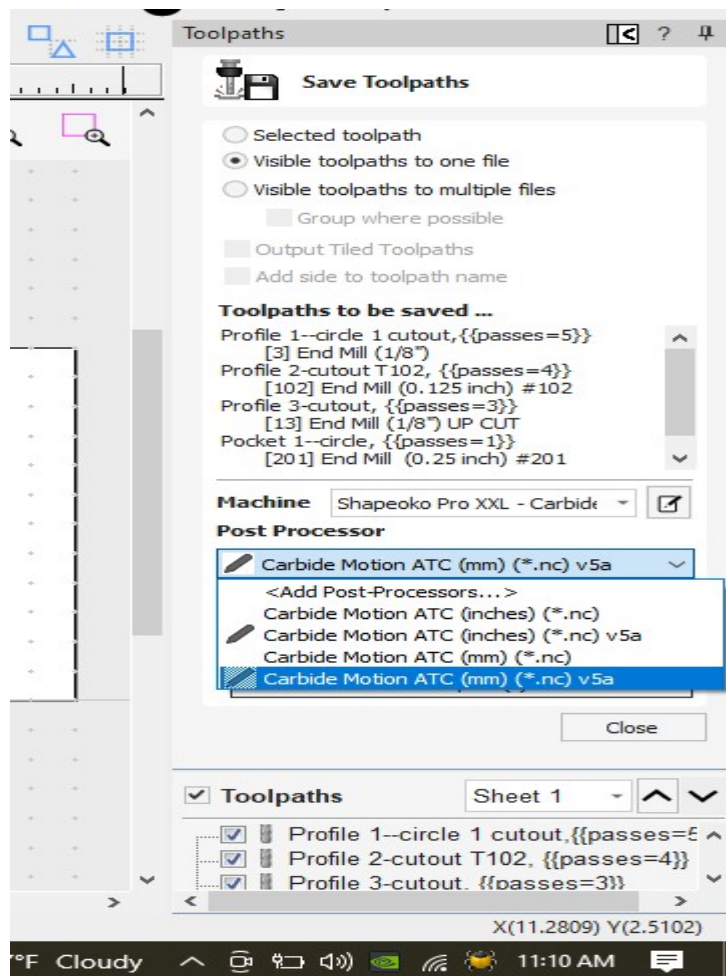 Toolpaths
?
Save Toolpaths
Selected toolpath
Visible toolpaths to one file
Visible toolpaths to multiple files
Group where possible
Output Tiled Toolpaths
Add side to toolpath name
Toolpaths to be saved ...
Profile 1--circle 1 cutout,{{passes=5}}
[3] End Mill (1/8")
Profile 2-cutout T102, {{passes=4}}
[102] End Mill (0.125 inch) #102
Profile 3-cutout, {{passes=3}}
[13] End Mill (1/8") UP CUT
Pocket 1--circle, {{passes=1}}
[201] End Mill (0.25 inch) #201
Machine Shapeoko Pro XXL - Carbide
Post Processor
Carbide Motion ATC (mm) (*.nc) v5a
<Add Post-Processors...>
Carbide Motion ATC (inches) (*.nc)
Carbide Motion ATC (inches) (*.nc) v5a
Carbide Motion ATC (mm) (*.nc)
Carbide Motion ATC (mm) (*.nc) v5a
Close
Toolpaths Sheet 1
Profile 1--circle 1 cutout,{{passes=5
Profile 2-cutout T102, {{passes=4}}
Profile 3-cutout, {{passes=3}}
X(11.2809) Y(2.5102)
°F Cloudy 11:10 AM